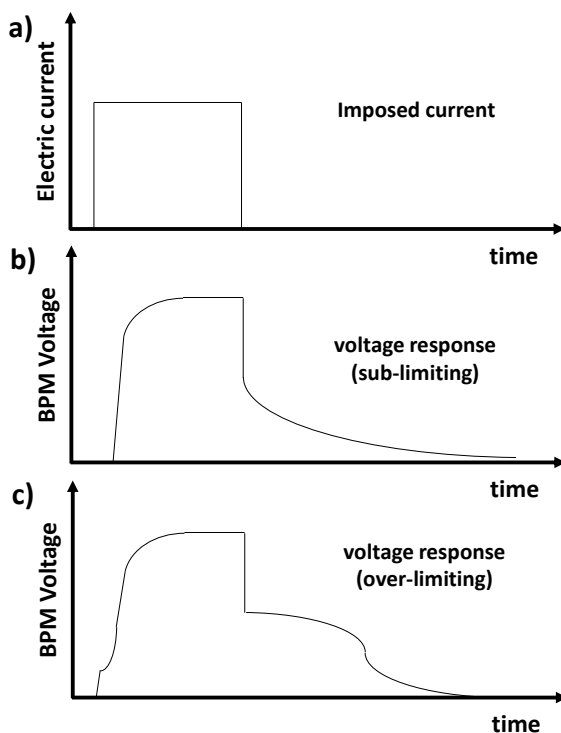 a)
Electric current
Imposed current
time
b)
BPM Voltage
voltage response
(sub-limiting)
time
c)
BPM Voltage
voltage response
(over-limiting)
time